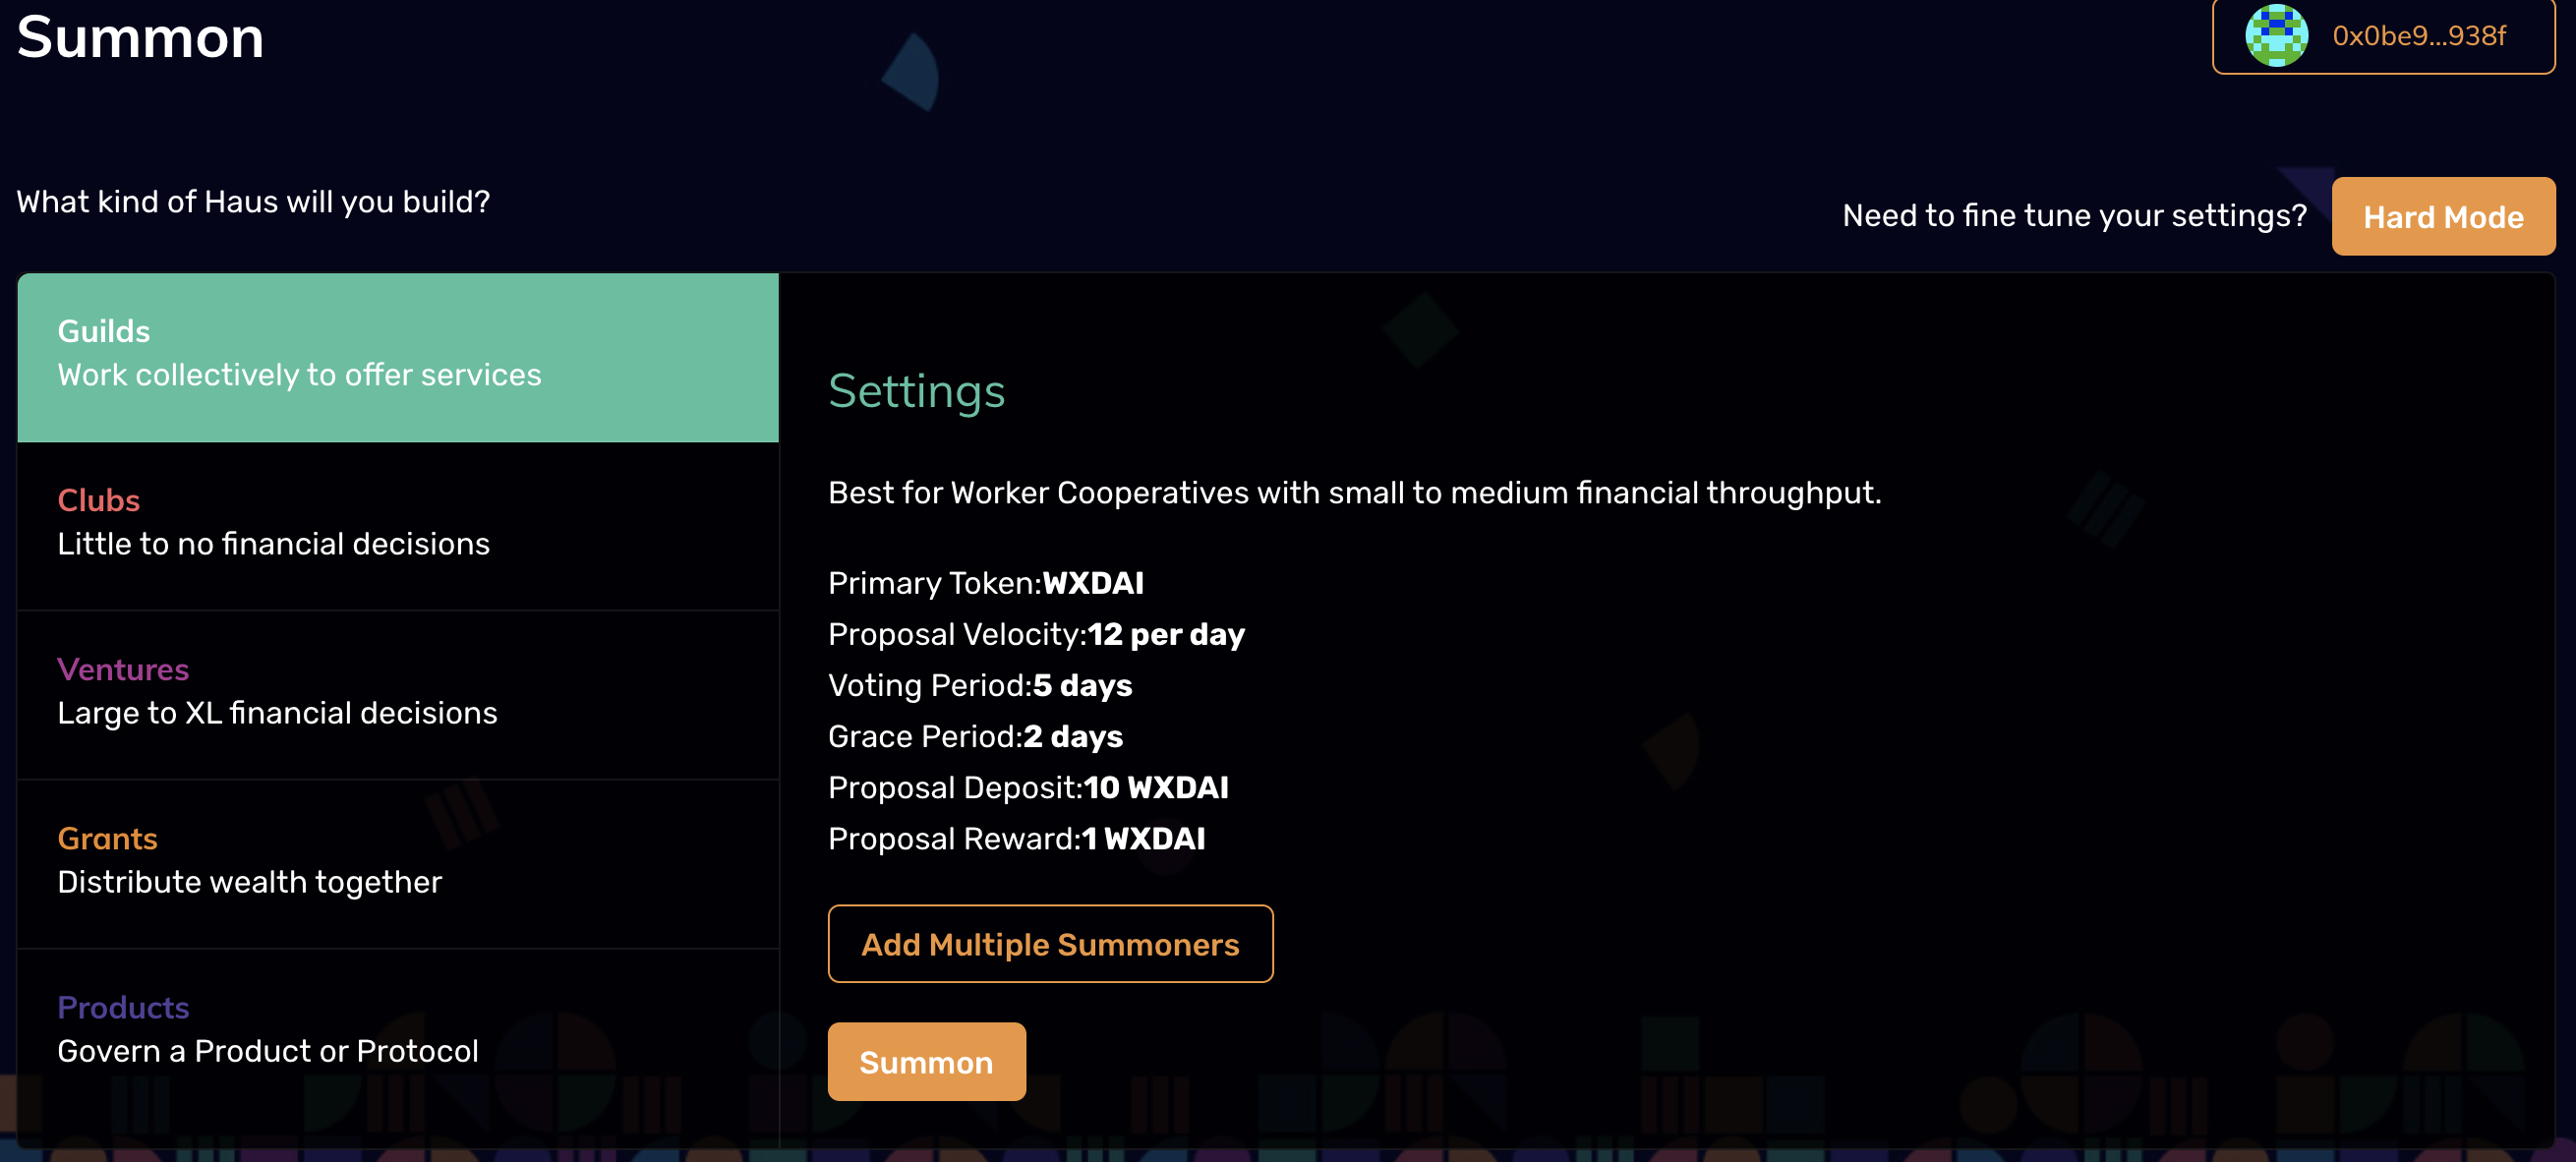 Summon
0x0be9...938f
What kind of Haus will you build?
Need to fine tune your settings?
Hard Mode
Guilds
Work collectively to offer services
Clubs
Little to no financial decisions
Ventures
Large to XL financial decisions
Grants
Distribute wealth together
Products
Govern a Product or Protocol
Settings
Best for Worker Cooperatives with small to medium financial throughput.
Primary Token:WXDAI
Proposal Velocity:12 per day
Voting Period:5 days
Grace Period:2 days
Proposal Deposit:10 WXDAI
Proposal Reward:1 WXDAI
Add Multiple Summoners
Summon